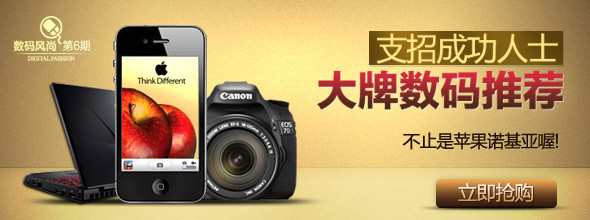 数码风尚 第6期
DIGITAL FASHION
Think Different
Canon
EOS
7D
支招成功人士
大牌数码推荐
不止是苹果诺基亚喔!
立即抢购